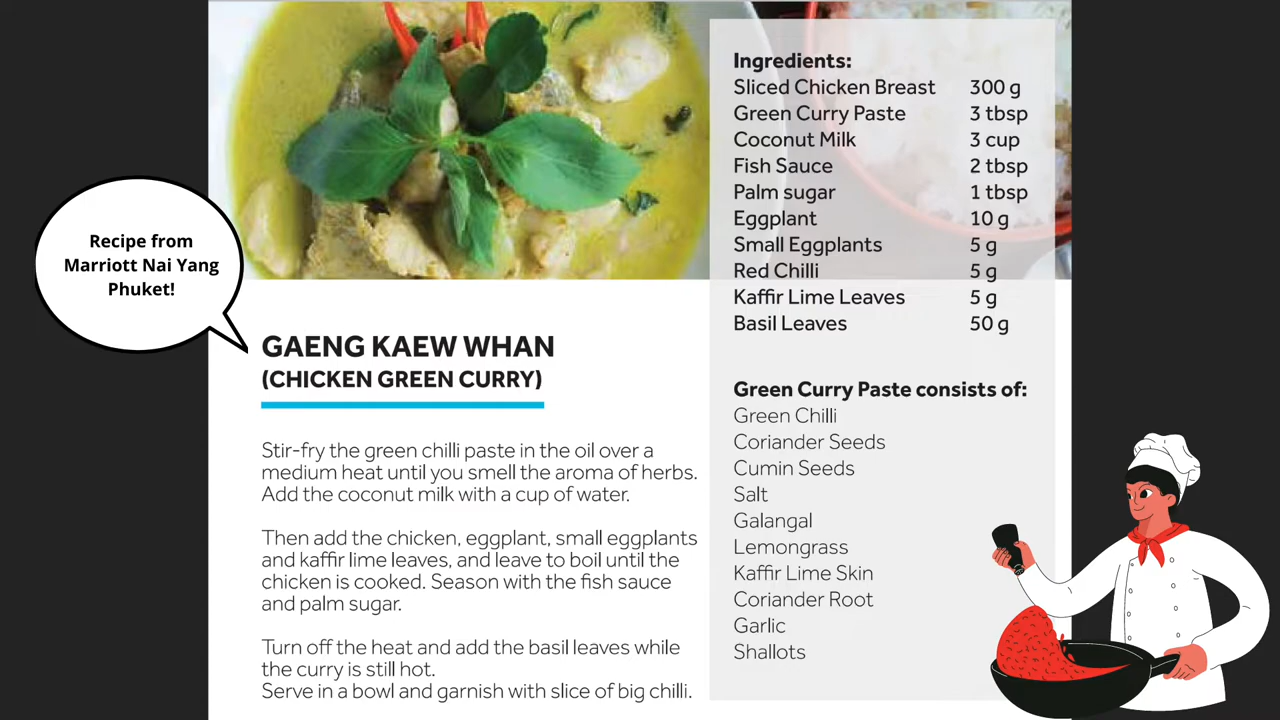 Recipe from
Marriott Nai Yang
Phuket!
GAENG KAEW WHAN
(CHICKEN GREEN CURRY)
Stir-fry the green chilli paste in the oil over a
medium heat until you smell the aroma of herbs.
Add the coconut milk with a cup of water.
Then add the chicken, eggplant, small eggplants
and kaffir lime leaves, and leave to boil until the
chicken is cooked. Season with the fish sauce
and palm sugar.
Turn off the heat and add the basil leaves while
the curry is still hot.
Serve in a bowl and garnish with slice of big chilli.
Ingredients:
Sliced Chicken Breast 300 g
Green Curry Paste 3 tbsp
Coconut Milk 3 cup
Fish Sauce 2 tbsp
Palm sugar 1 tbsp
Eggplant 10 g
Small Eggplants 5 g
Red Chilli 5 g
Kaffir Lime Leaves 5 g
Basil Leaves 50 g
Green Curry Paste consists of:
Green Chilli
Coriander Seeds
Cumin Seeds
Salt
Galangal
Lemongrass
Kaffir Lime Skin
Coriander Root
Garlic
Shallots